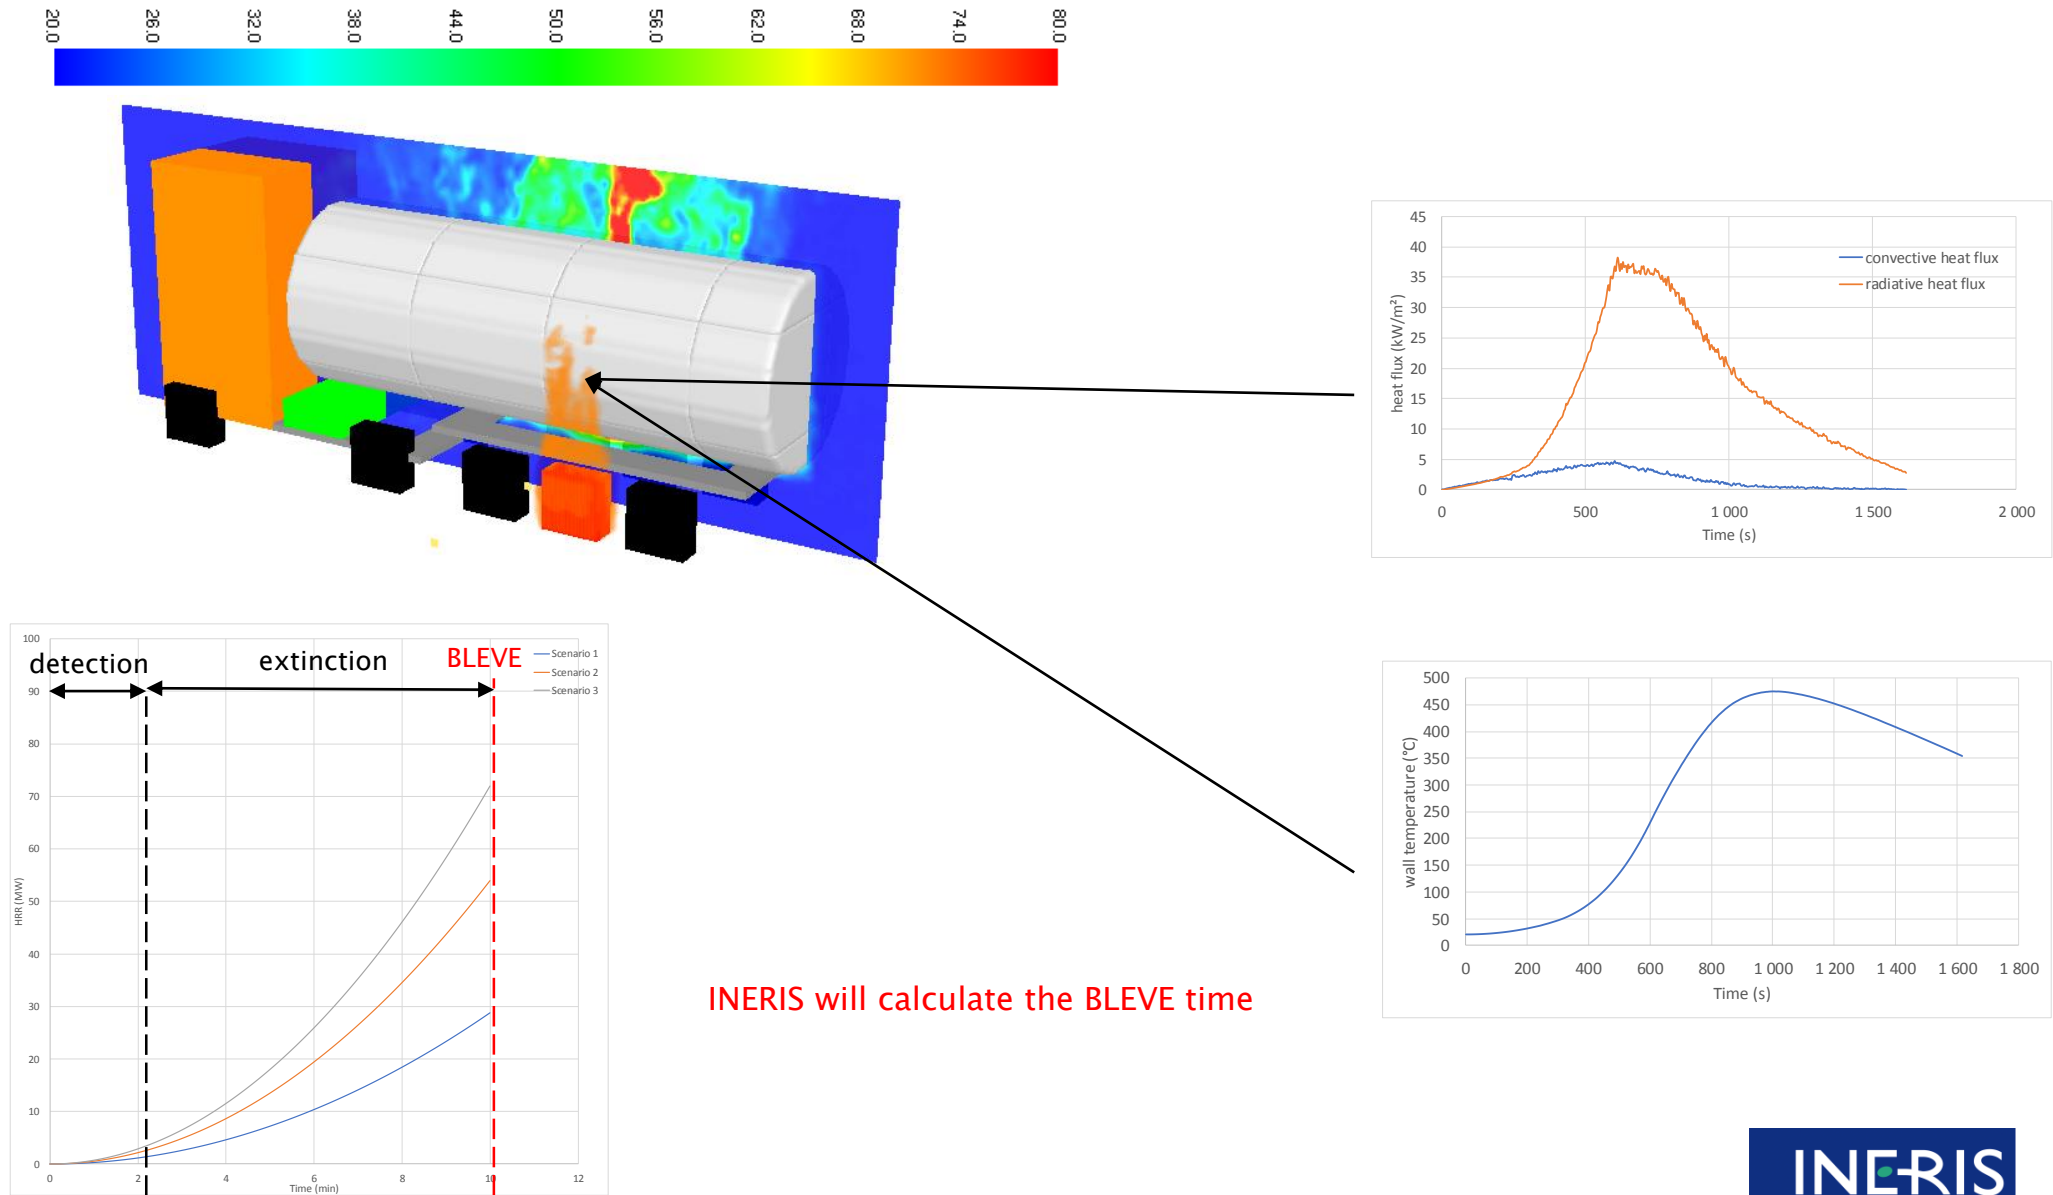 20.0 26.0 32.0 38.0 44.0 50.0 56.0 62.0 68.0 74.0 80.0
45
40
35
30
25
20
15
10
5
0
heat flux (kW/m²)
convective heat flux
radiative heat flux
0 500 1 000 1 500 2 000
Time (s)
100
90
80
70
60
50
40
30
20
10
0
HRR (MW)
detection
extinction
BLEVE
Scenario 1
Scenario 2
Scenario 3
0 2 4 6 8 10 12
Time (min)
500
450
400
350
300
250
200
150
100
50
0
wall temperature (°C)
0 200 400 600 800 1 000 1 200 1 400 1 600 1 800
Time (s)
INERIS will calculate the BLEVE time
INERIS